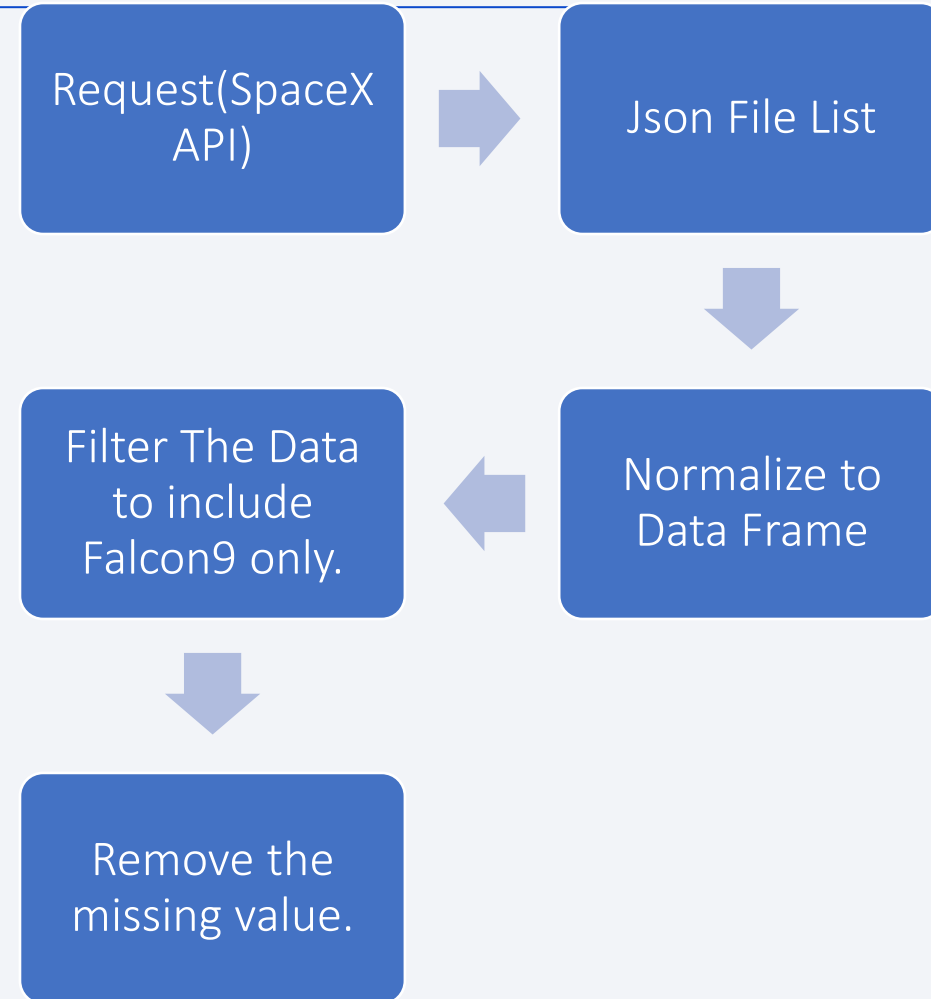 Request(SpaceX
API)
Json File List
Normalize to
Data Frame
Filter The Data
to include
Falcon9 only.
Remove the
missing value.